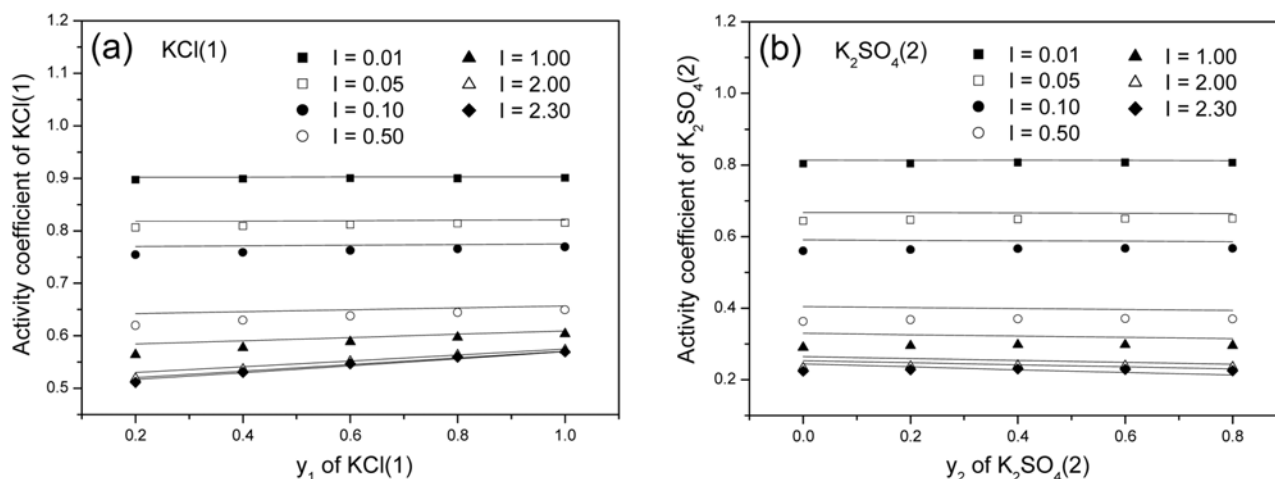 (a) KCl(1)
I = 0.01
I = 0.05
I = 0.10
I = 0.50
I = 1.00
I = 2.00
I = 2.30
Activity coefficient of KCl(1)
1.2
1.1
1.0
0.9
0.8
0.7
0.6
0.5
0.2 0.4 0.6 0.8 1.0
y₁ of KCl(1)
(b) K₂SO₄(2)
I = 0.01
I = 0.05
I = 0.10
I = 0.50
I = 1.00
I = 2.00
I = 2.30
Activity coefficient of K₂SO₄(2)
1.2
1.0
0.8
0.6
0.4
0.2
0.0 0.2 0.4 0.6 0.8
y₂ of K₂SO₄(2)